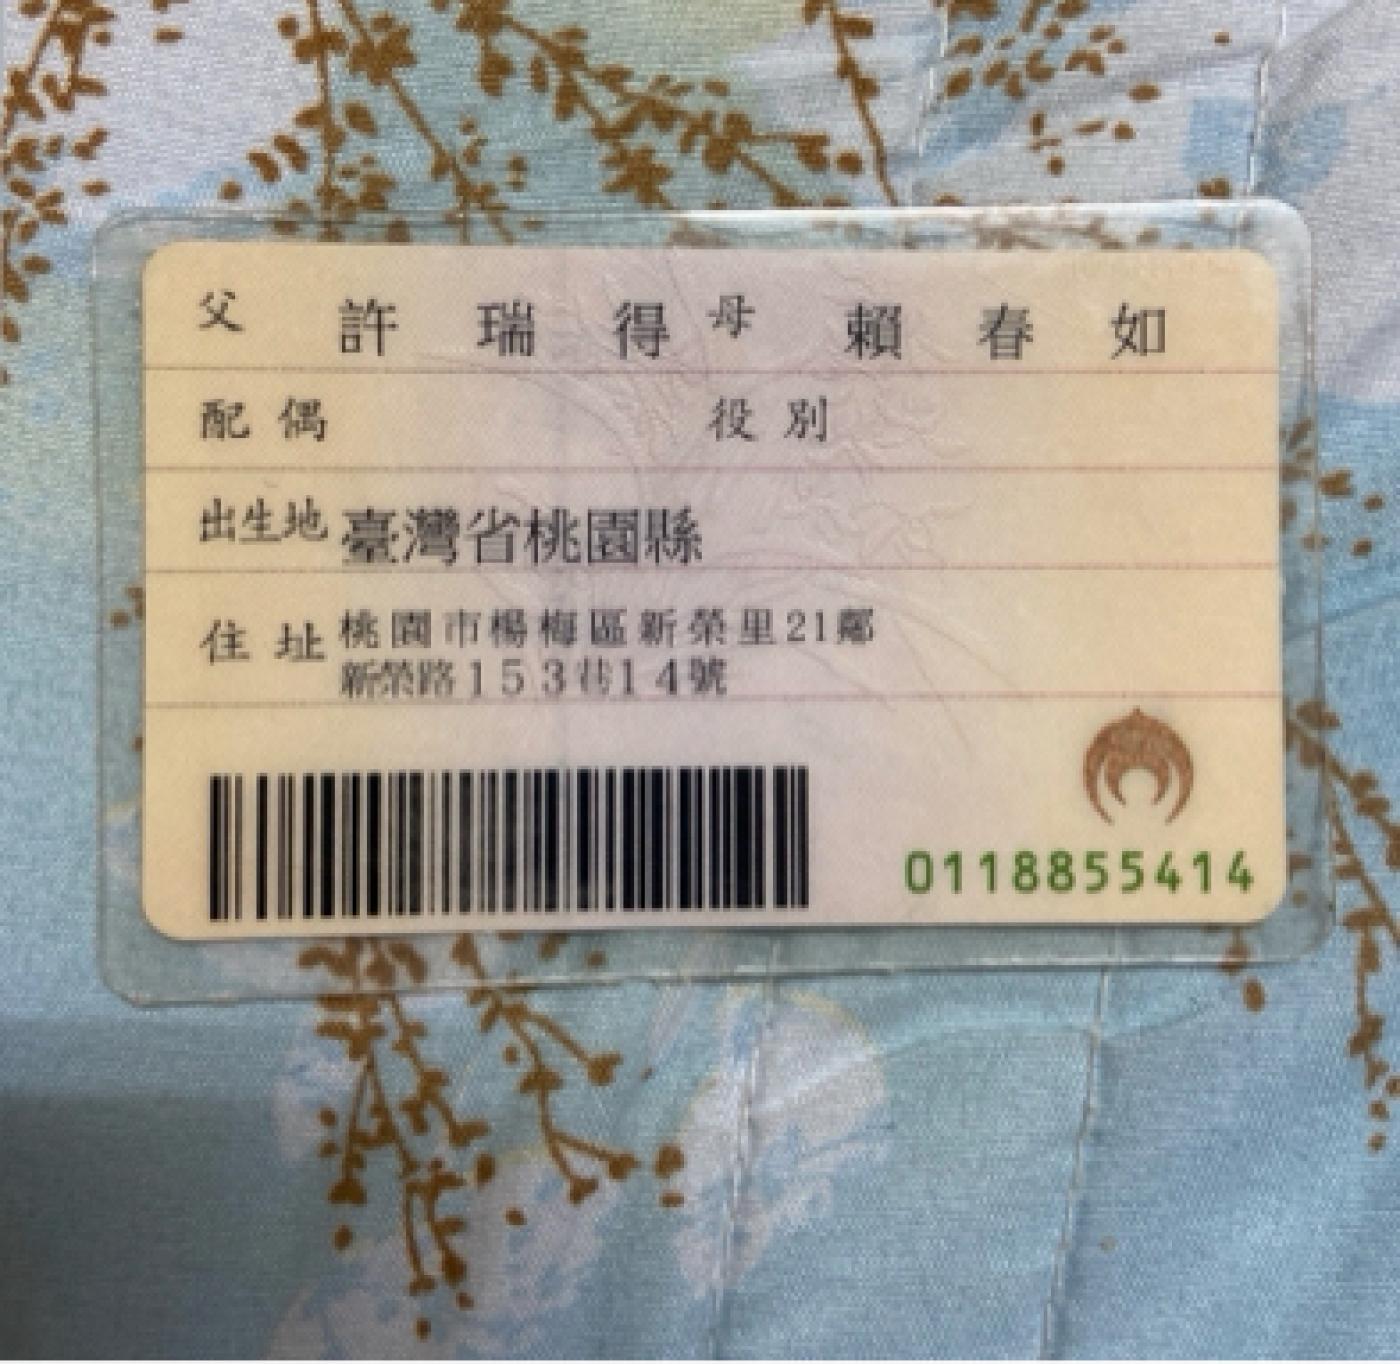 父 許瑞得 母 賴春如
配偶 役別
出生地 臺灣省桃園縣
住址 桃園市楊梅區新榮里21鄰
新榮路153巷14號
0118855414